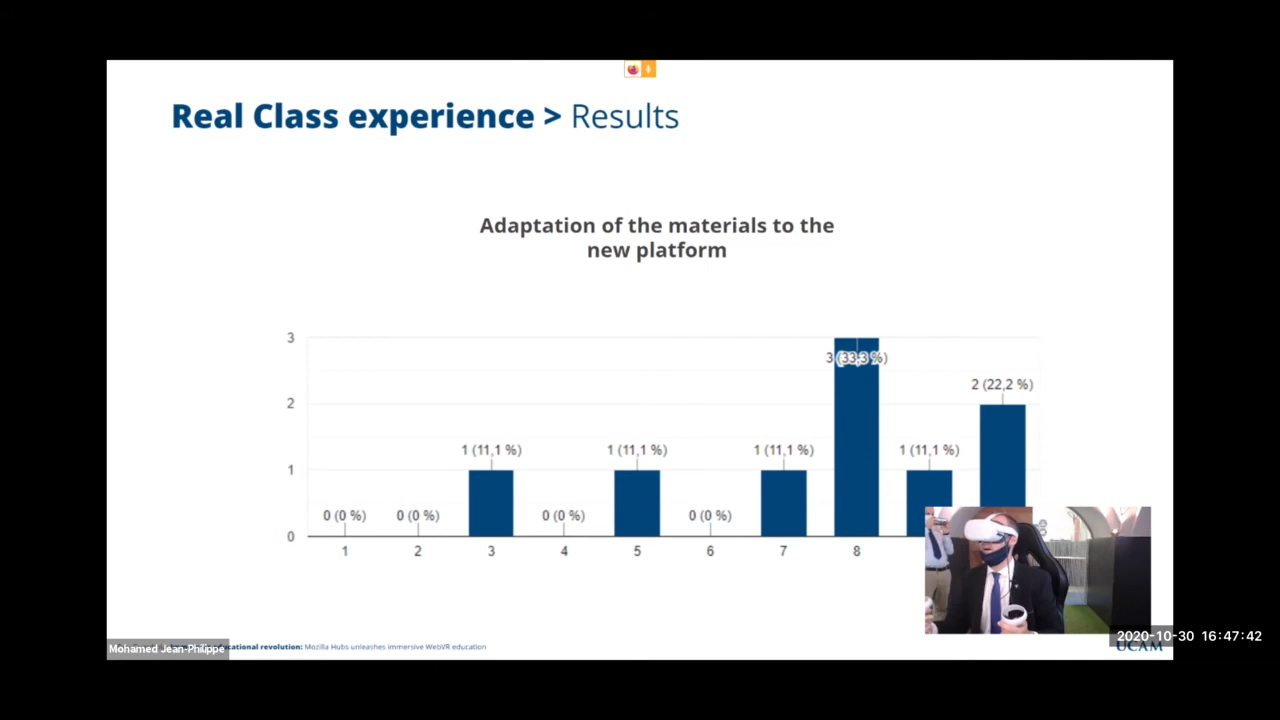 Real Class experience > Results
Adaptation of the materials to the
new platform
3
3 (33,3 %)
2 (22,2 %)
2
1 (11,1 %)
1 (11,1 %)
1 (11,1 %)
1 (11,1 %)
1
0 (0 %)
0 (0 %)
0 (0 %)
0 (0 %)
0
1 2 3 4 5 6 7 8
2020-10-30 16:47:42
UCAM
Mohamed Jean-Philippe
revolution: Mozilla Hubs unleashes immersive WebVR education